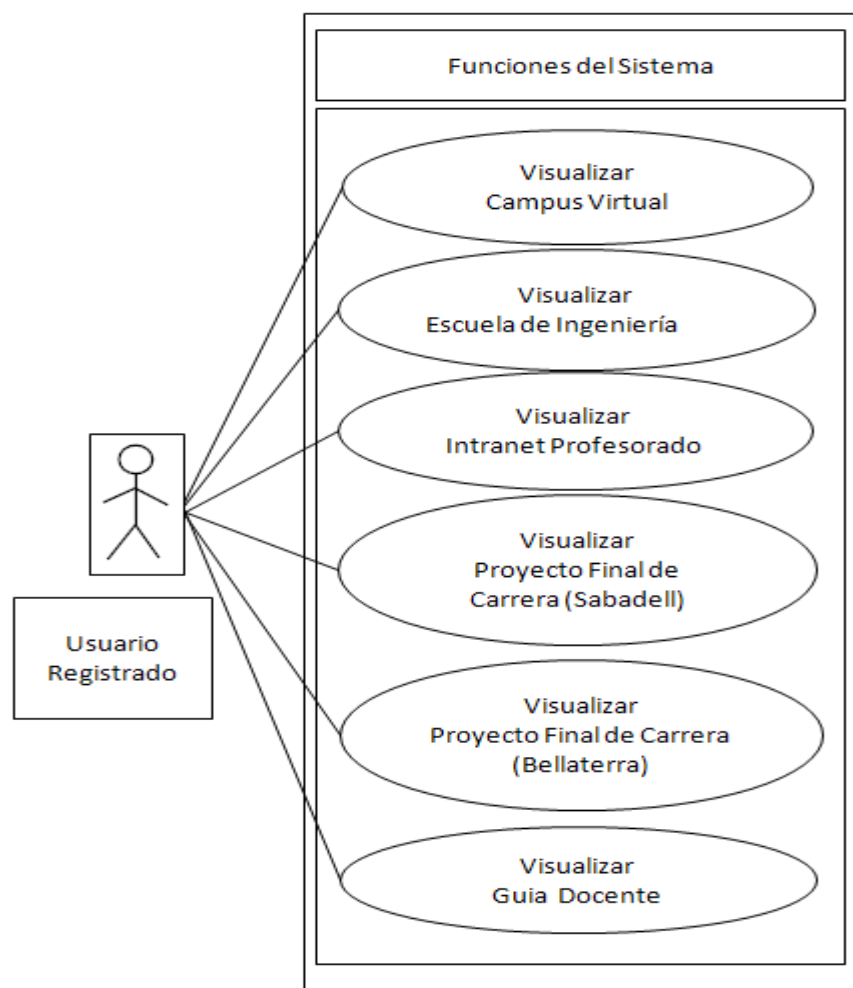 Funciones del Sistema
Visualizar
Campus Virtual
Visualizar
Escuela de Ingeniería
Visualizar
Intranet Profesorado
Visualizar
Proyecto Final de
Carrera (Sabadell)
Usuario
Registrado
Visualizar
Proyecto Final de Carrera
(Bellaterra)
Visualizar
Guia Docente